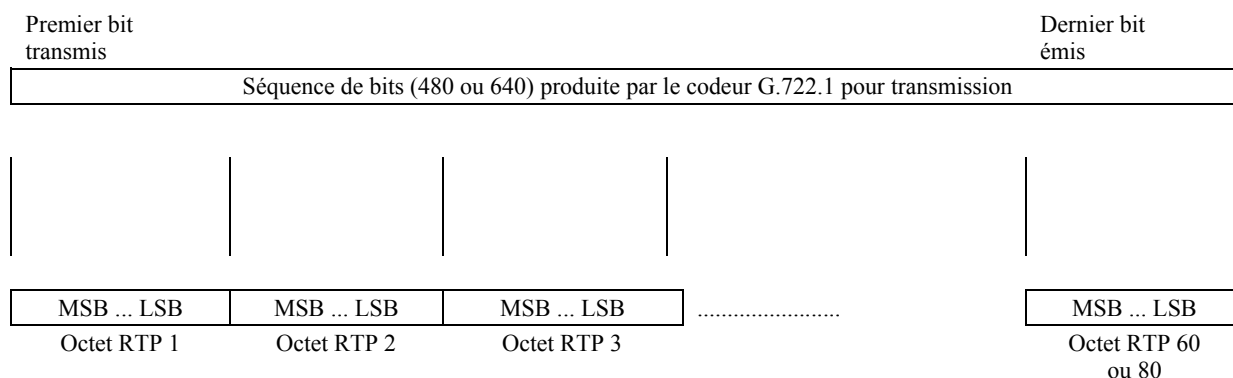 Premier bit
transmis
Dernier bit
émis
Séquence de bits (480 ou 640) produite par le codeur G.722.1 pour transmission
MSB ... LSB
MSB ... LSB
MSB ... LSB
........................
MSB ... LSB
Octet RTP 1
Octet RTP 2
Octet RTP 3
Octet RTP 60
ou 80